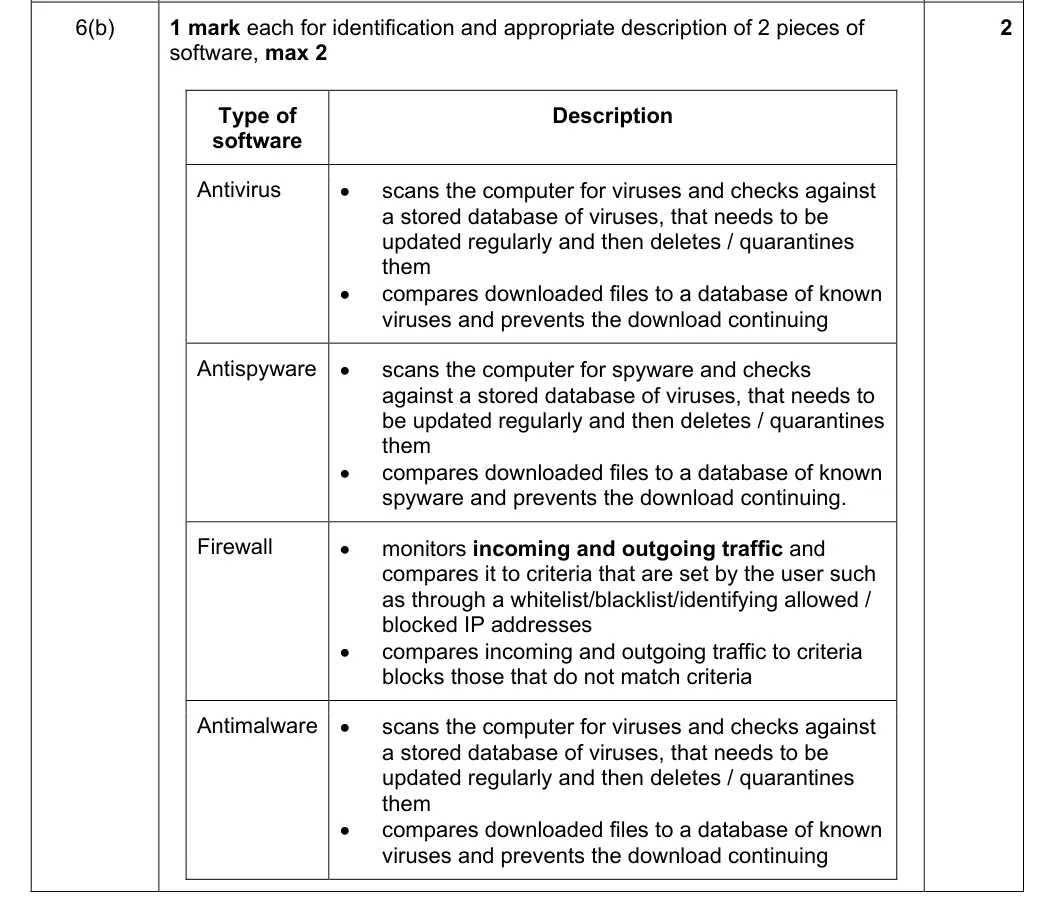 6(b)
1 mark each for identification and appropriate description of 2 pieces of
software, max 2
2
Type of
software
Description
Antivirus
• scans the computer for viruses and checks against
a stored database of viruses, that needs to be
updated regularly and then deletes / quarantines
them
• compares downloaded files to a database of known
viruses and prevents the download continuing
Antispyware
• scans the computer for spyware and checks
against a stored database of viruses, that needs to
be updated regularly and then deletes / quarantines
them
• compares downloaded files to a database of known
spyware and prevents the download continuing.
Firewall
• monitors incoming and outgoing traffic and
compares it to criteria that are set by the user such
as through a whitelist/blacklist/identifying allowed /
blocked IP addresses
• compares incoming and outgoing traffic to criteria
blocks those that do not match criteria
Antimalware
• scans the computer for viruses and checks against
a stored database of viruses, that needs to be
updated regularly and then deletes / quarantines
them
• compares downloaded files to a database of known
viruses and prevents the download continuing